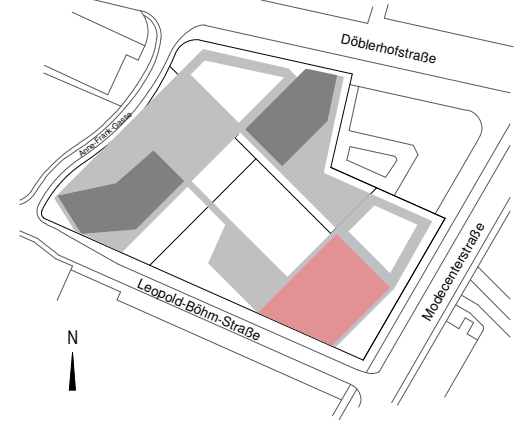 Döblerhofstraße
Anne-Frank-Gasse
Modecenterstraße
Leopold-Böhm-Straße
N